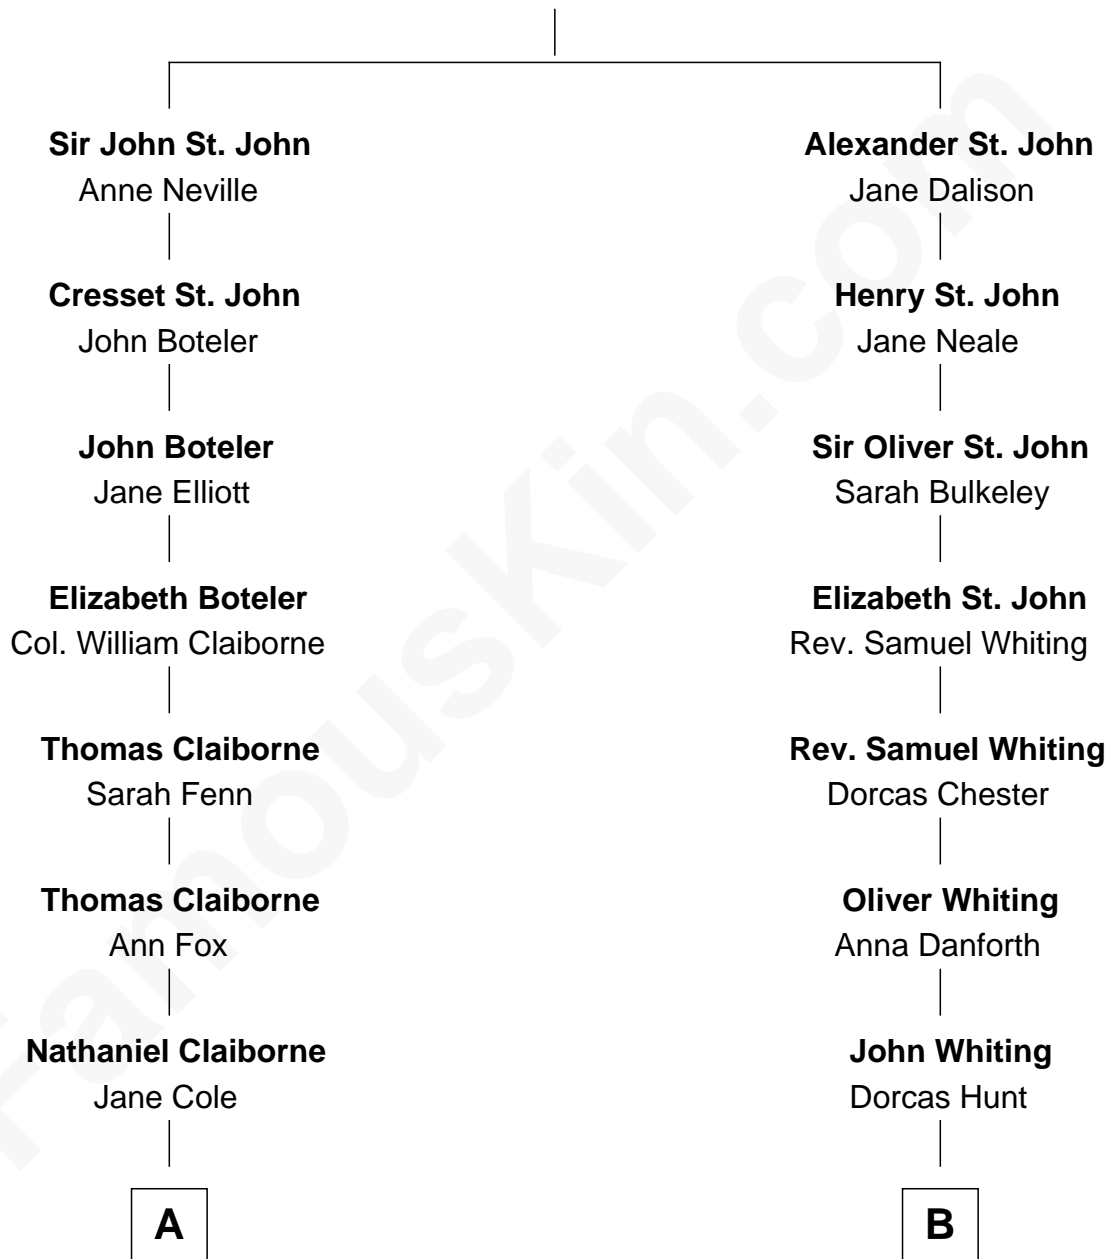 Sir John St. John
Anne Neville
Cresset St. John
John Boteler
John Boteler
Jane Elliott
Elizabeth Boteler
Col. William Claiborne
Thomas Claiborne
Sarah Fenn
Thomas Claiborne
Ann Fox
Nathaniel Claiborne
Jane Cole
A
Alexander St. John
Jane Dalison
Henry St. John
Jane Neale
Sir Oliver St. John
Sarah Bulkeley
Elizabeth St. John
Rev. Samuel Whiting
Rev. Samuel Whiting
Dorcas Chester
Oliver Whiting
Anna Danforth
John Whiting
Dorcas Hunt
B
FamousKin.com